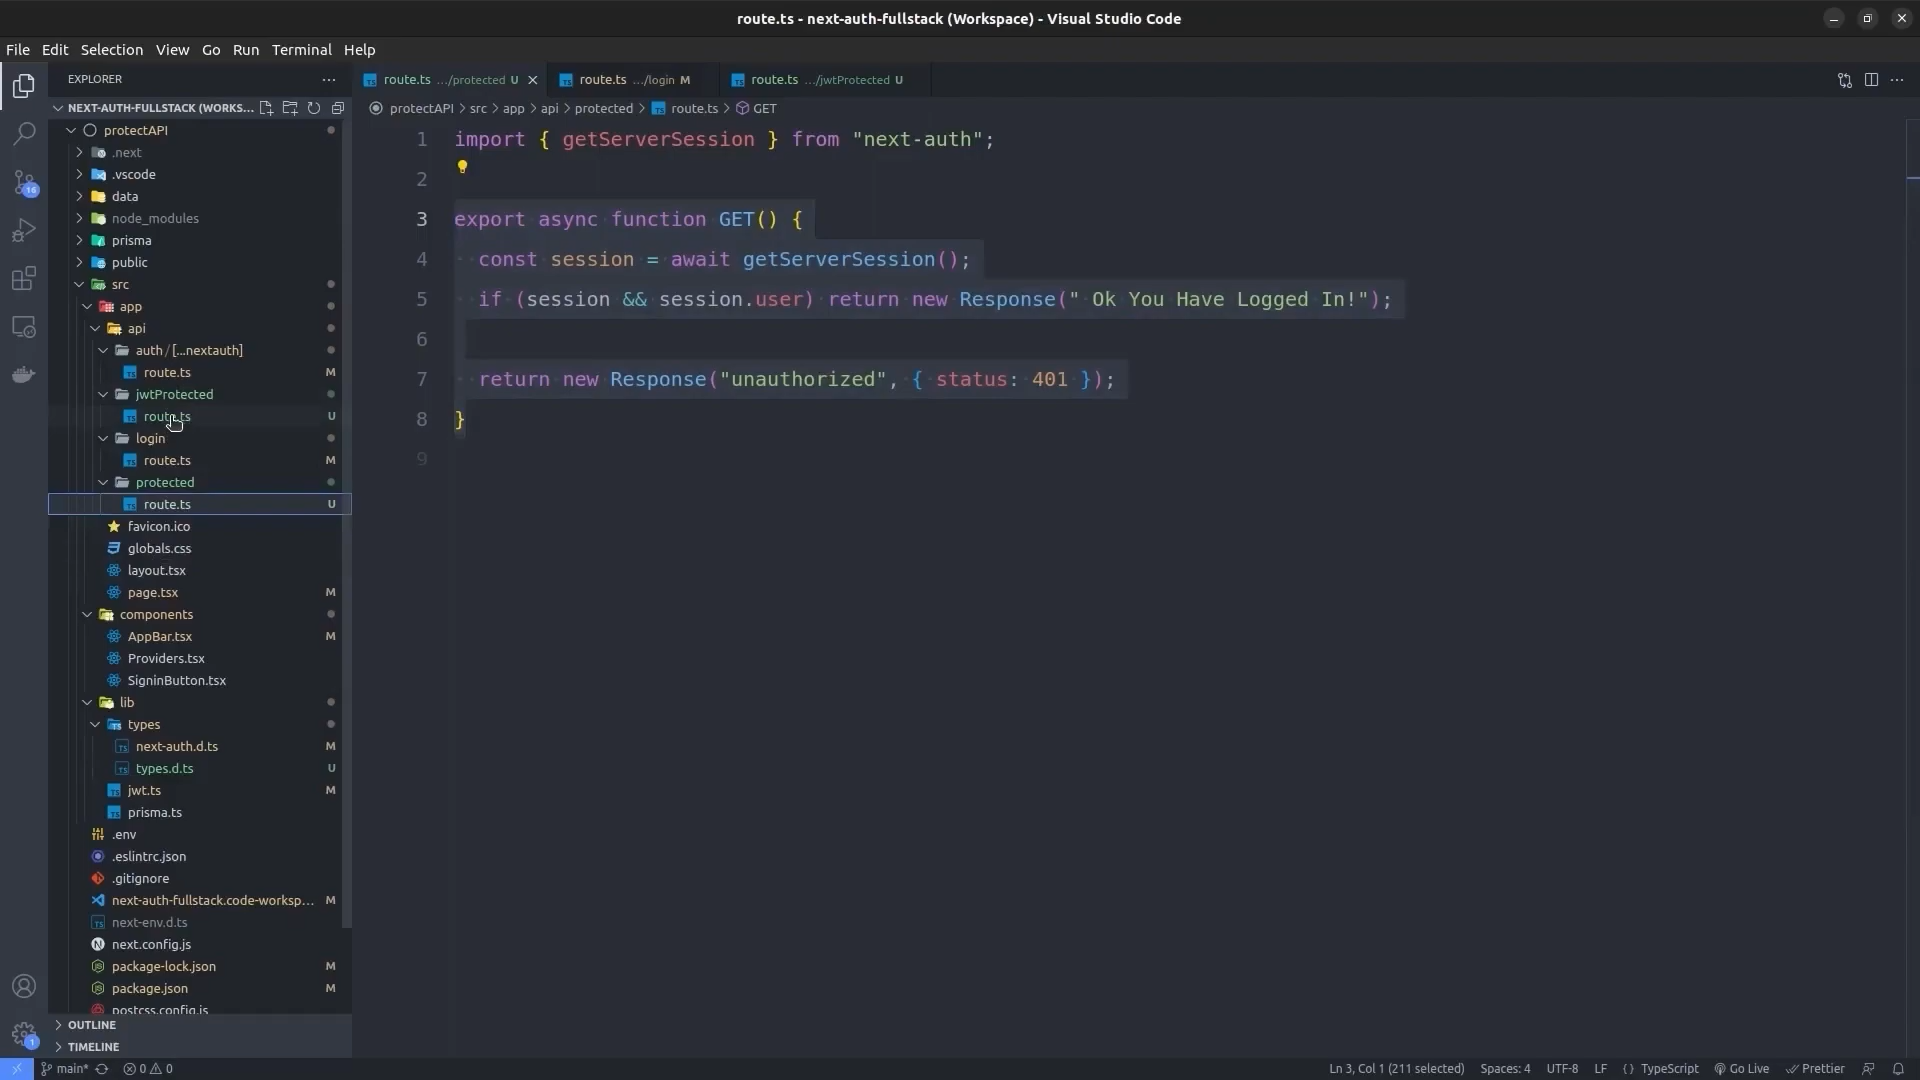 route.ts - next-auth-fullstack (Workspace) - Visual Studio Code
File Edit Selection View Go Run Terminal Help
EXPLORER
NEXT-AUTH-FULLSTACK (WORKS...
protectAPI
.next
.vscode
data
node_modules
prisma
public
src
app
api
auth/[...nextauth]
route.ts M
jwtProtected
route.ts U
login
route.ts M
protected
route.ts U
favicon.ico
globals.css
layout.tsx
page.tsx M
components
AppBar.tsx M
Providers.tsx
SigninButton.tsx
lib
types
next-auth.d.ts M
types.d.ts U
jwt.ts M
prisma.ts
.env
.eslintrc.json
.gitignore
next-auth-fullstack.code-worksp... M
next-env.d.ts
next.config.js
package-lock.json M
package.json M
postcss.config.js
OUTLINE
TIMELINE
16
1
route.ts .../protected U
route.ts .../login M
route.ts .../jwtProtected U
protectAPI > src > app > api > protected > route.ts > GET
1 import { getServerSession } from "next-auth";
2
3 export async function GET() {
4 const session = await getServerSession();
5 if (session && session.user) return new Response(" Ok You Have Logged In!");
6
7 return new Response("unauthorized", { status: 401 });
8 }
9
main* 0 0 Ln 3, Col 1 (211 selected) Spaces: 4 UTF-8 LF { } TypeScript Go Live Prettier